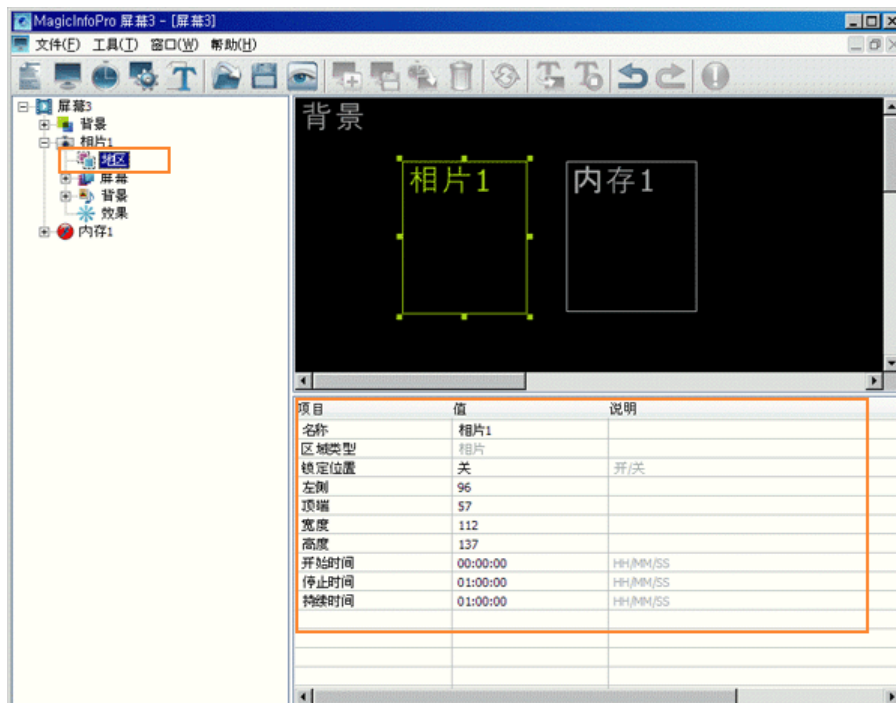 MagicInfoPro 屏幕3 - [屏幕3]
文件(F) 工具(T) 窗口(W) 帮助(H)
屏幕3
背景
相片1
地区
屏幕
背景
效果
内存1
背景
相片1
内存1
项目 值 说明
名称 相片1
区域类型 相片
锁定位置 关 开/关
左侧 96
顶端 57
宽度 112
高度 137
开始时间 00:00:00 HH/MM/SS
停止时间 01:00:00 HH/MM/SS
持续时间 01:00:00 HH/MM/SS